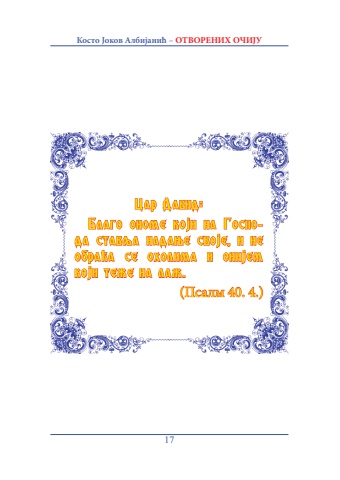 Косто Јоков Албијанић – ОТВОРЕНИХ ОЧИЈУ
Цар Давид:
Благо ономе који на Госпо-
да ставља надање своје, и не
обраћа се охолима и онијем
који теже на лаж.
(Псалм 40. 4.)
17